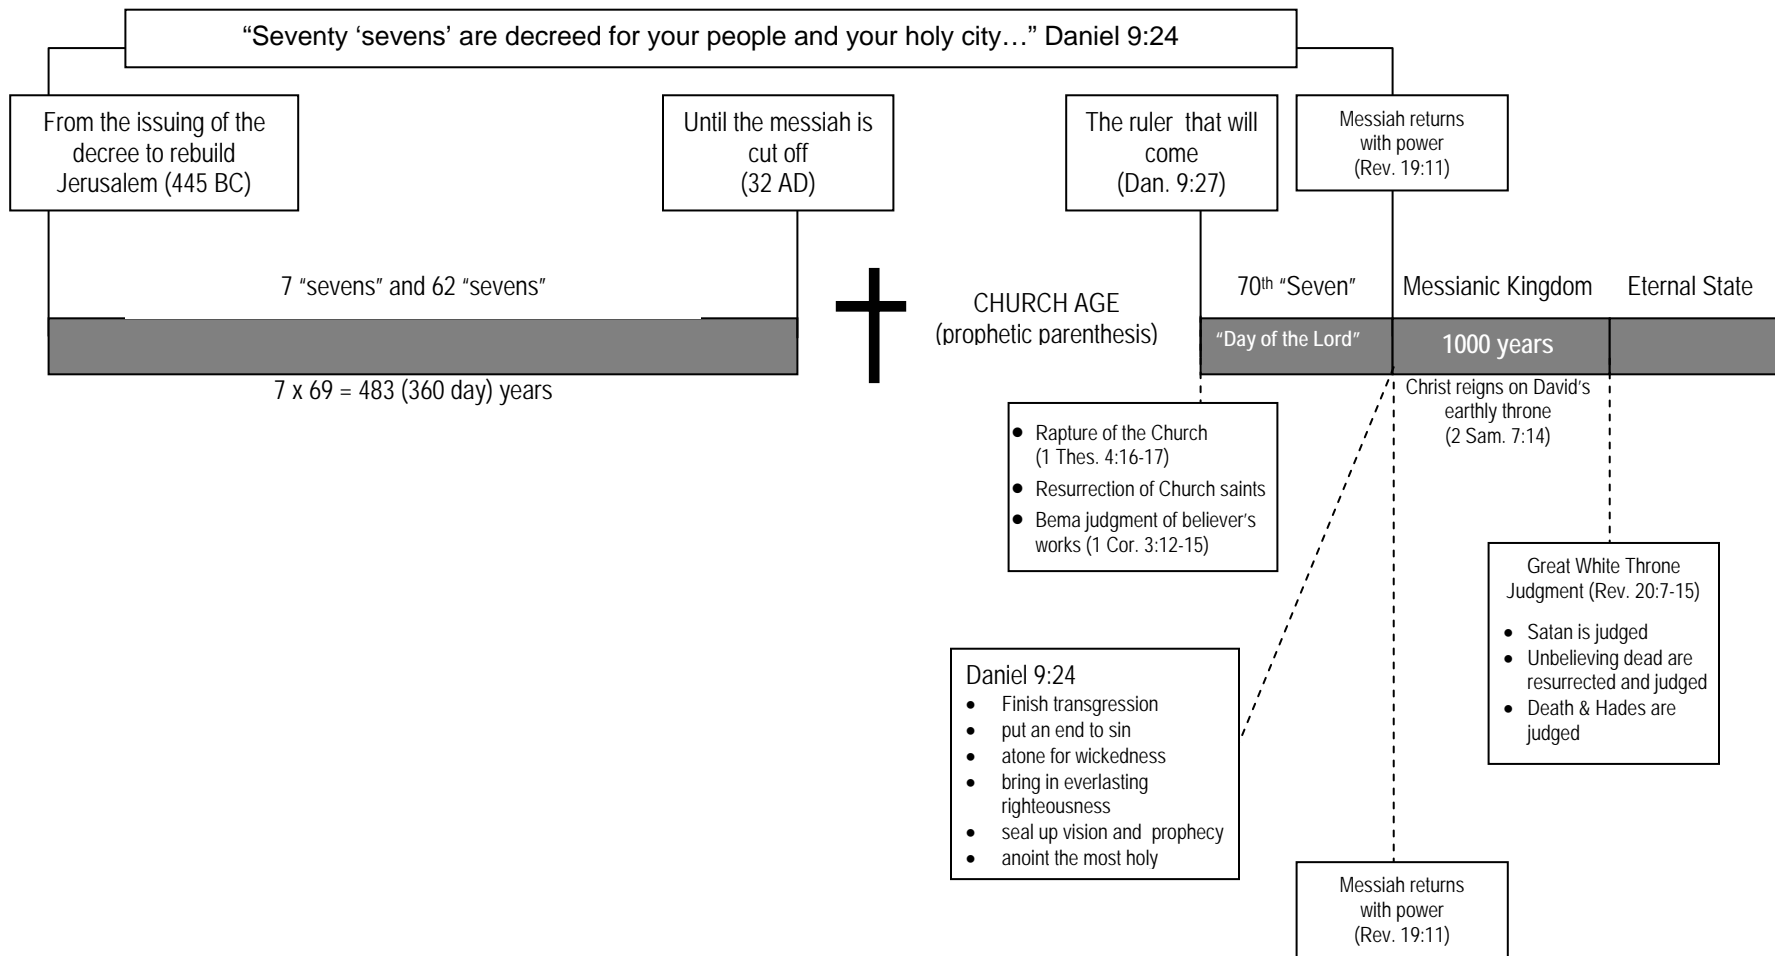 “Seventy ‘sevens’ are decreed for your people and your holy city…” Daniel 9:24
From the issuing of the
decree to rebuild
Jerusalem (445 BC)
Until the messiah is
cut off
(32 AD)
The ruler that will
come
(Dan. 9:27)
Messiah returns
with power
(Rev. 19:11)
7 “sevens” and 62 “sevens”
7 x 69 = 483 (360 day) years
CHURCH AGE
(prophetic parenthesis)
70th “Seven”
Messianic Kingdom
Eternal State
“Day of the Lord”
1000 years
Christ reigns on David’s
earthly throne
(2 Sam. 7:14)
• Rapture of the Church
(1 Thes. 4:16-17)
• Resurrection of Church saints
• Bema judgment of believer’s
works (1 Cor. 3:12-15)
Great White Throne
Judgment (Rev. 20:7-15)
• Satan is judged
• Unbelieving dead are
resurrected and judged
• Death & Hades are
judged
Daniel 9:24
• Finish transgression
• put an end to sin
• atone for wickedness
• bring in everlasting
righteousness
• seal up vision and prophecy
• anoint the most holy
Messiah returns
with power
(Rev. 19:11)